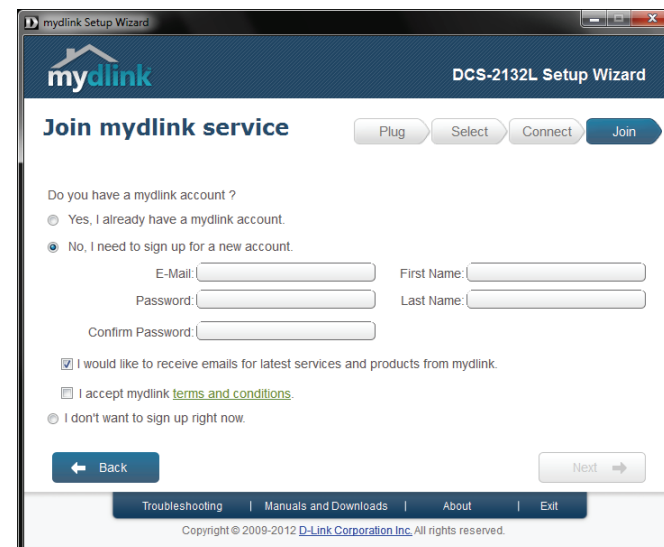 mydlink Setup Wizard
mydlink
DCS-2132L Setup Wizard
Join mydlink service
Plug
Select
Connect
Join
Do you have a mydlink account ?
Yes, I already have a mydlink account.
No, I need to sign up for a new account.
E-Mail:
First Name:
Password:
Last Name:
Confirm Password:
I would like to receive emails for latest services and products from mydlink.
I accept mydlink terms and conditions.
I don't want to sign up right now.
Back
Next
Troubleshooting | Manuals and Downloads | About | Exit
Copyright © 2009-2012 D-Link Corporation Inc. All rights reserved.